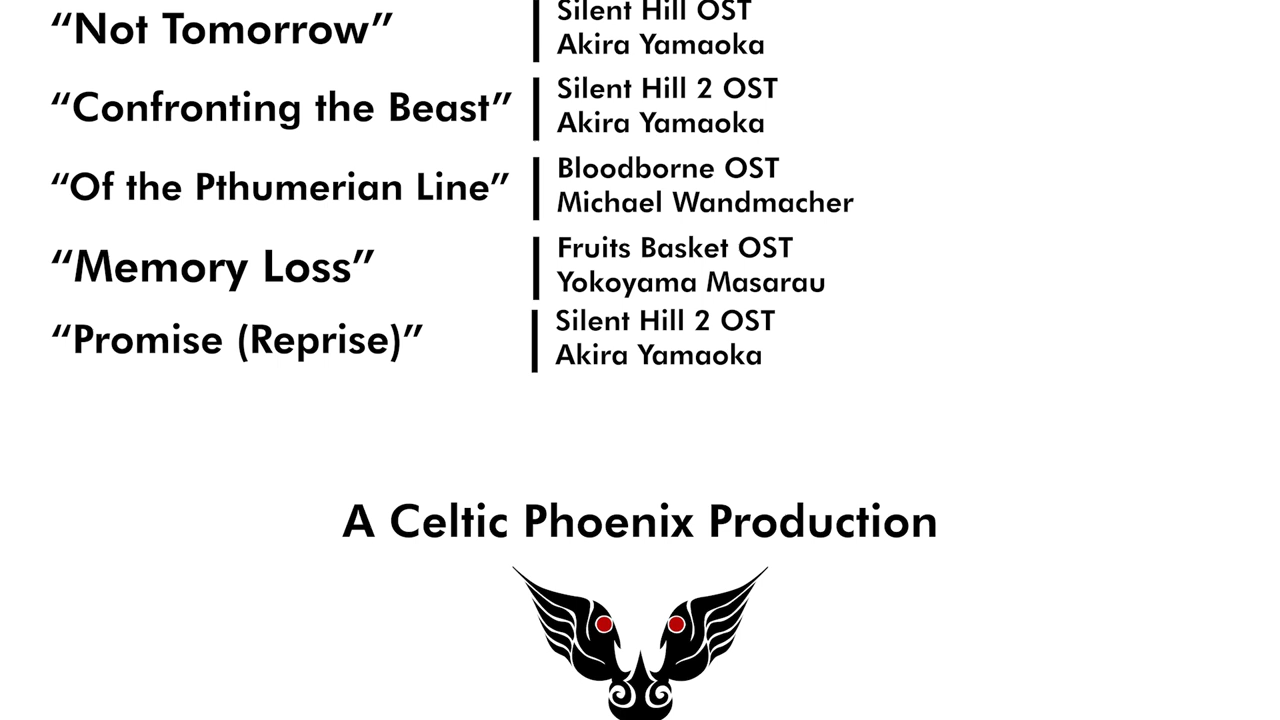 “Not Tomorrow”
Silent Hill OST
Akira Yamaoka
“Confronting the Beast”
Silent Hill 2 OST
Akira Yamaoka
“Of the Pthumerian Line”
Bloodborne OST
Michael Wandmacher
“Memory Loss”
Fruits Basket OST
Yokoyama Masarau
“Promise (Reprise)”
Silent Hill 2 OST
Akira Yamaoka
A Celtic Phoenix Production